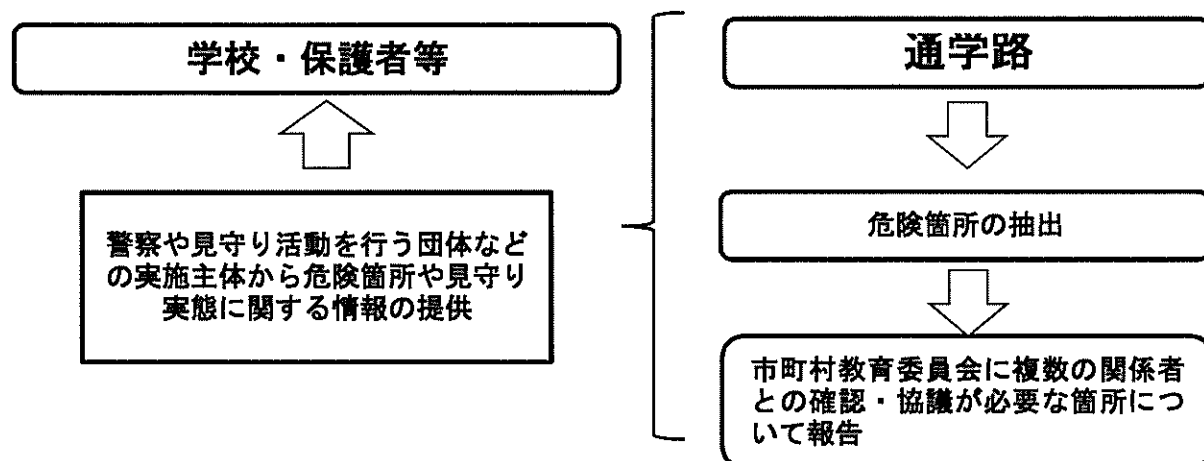 学校・保護者等
警察や見守り活動を行う団体など
の実施主体から危険箇所や見守り
実態に関する情報の提供
通学路
危険箇所の抽出
市町村教育委員会に複数の関係者
との確認・協議が必要な箇所につ
いて報告